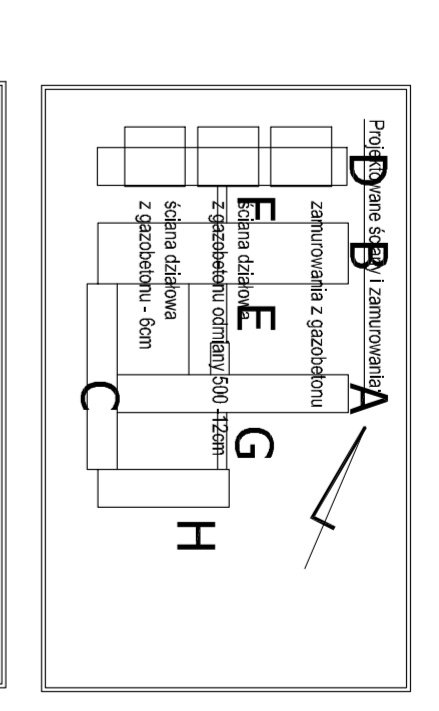 Projektowane ściany i zamurowania:
zamurowania z gazobetonu
ściana działowa
z gazobetonu odmiany 500 -12cm
ściana działowa
z gazobetonu - 6cm
D
B
A
F
E
G
C
H